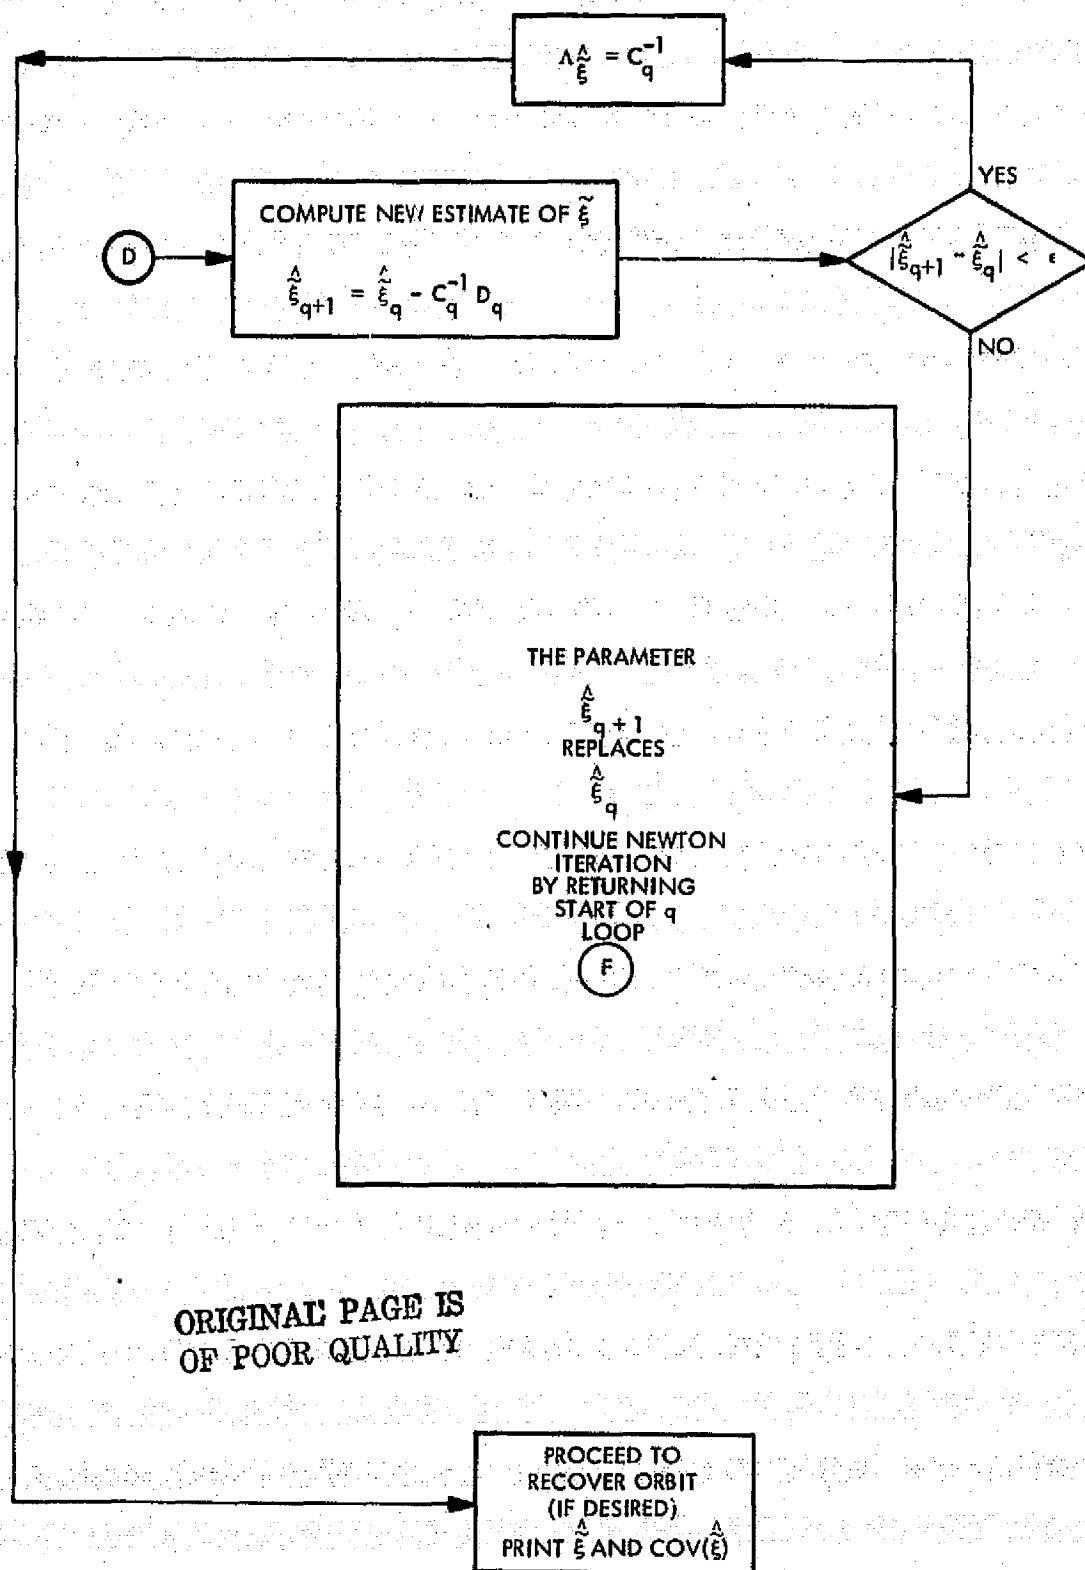 Λ_ξ̃̂ = C_q^-1
YES
COMPUTE NEW ESTIMATE OF ξ̃
D
ξ̃̂_q+1 = ξ̃̂_q - C_q^-1 D_q
|ξ̃̂_q+1 - ξ̃̂_q| < ϵ
NO
THE PARAMETER
ξ̃̂_q + 1
REPLACES
ξ̃̂_q
CONTINUE NEWTON
ITERATION
BY RETURNING
START OF q
LOOP
F
ORIGINAL PAGE IS
OF POOR QUALITY
PROCEED TO
RECOVER ORBIT
(IF DESIRED)
PRINT ξ̃̂ AND COV(ξ̃̂)